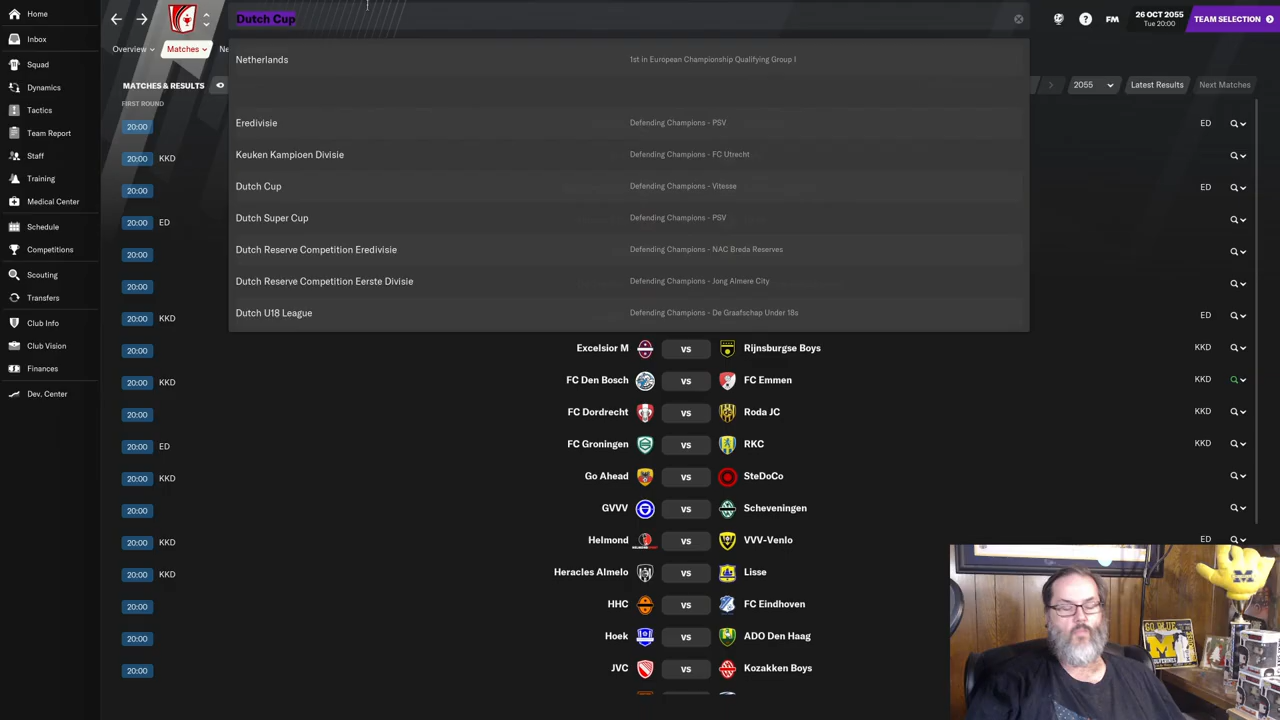 Home
Dutch Cup
FM
26 OCT 2055
Tue 20:00
TEAM SELECTION
Inbox
Overview
Matches
Ne
Squad
Netherlands
1st in European Championship Qualifying Group I
Dynamics
MATCHES & RESULTS
2055
Latest Results
Next Matches
Tactics
FIRST ROUND
Team Report
20:00
Eredivisie
Defending Champions - PSV
ED
Staff
20:00 KKD
Keuken Kampioen Divisie
Defending Champions - FC Utrecht
Training
20:00
Dutch Cup
Defending Champions - Vitesse
ED
Medical Center
20:00 ED
Dutch Super Cup
Defending Champions - PSV
Schedule
20:00
Dutch Reserve Competition Eredivisie
Defending Champions - NAC Breda Reserves
Competitions
20:00
Dutch Reserve Competition Eerste Divisie
Defending Champions - Jong Almere City
Scouting
Transfers
20:00 KKD
Dutch U18 League
Defending Champions - De Graafschap Under 18s
ED
Club Info
Club Vision
20:00 Excelsior M vs Rijnsburgse Boys KKD
Finances
20:00 KKD FC Den Bosch vs FC Emmen KKD
Dev. Center
20:00 FC Dordrecht vs Roda JC KKD
20:00 ED FC Groningen vs RKC KKD
20:00 KKD Go Ahead vs SteDoCo
20:00 GVVV vs Scheveningen
20:00 KKD Helmond vs VVV-Venlo ED
20:00 KKD Heracles Almelo vs Lisse
20:00 HHC vs FC Eindhoven
20:00 Hoek vs ADO Den Haag
20:00 JVC vs Kozakken Boys
GO BLUE
M